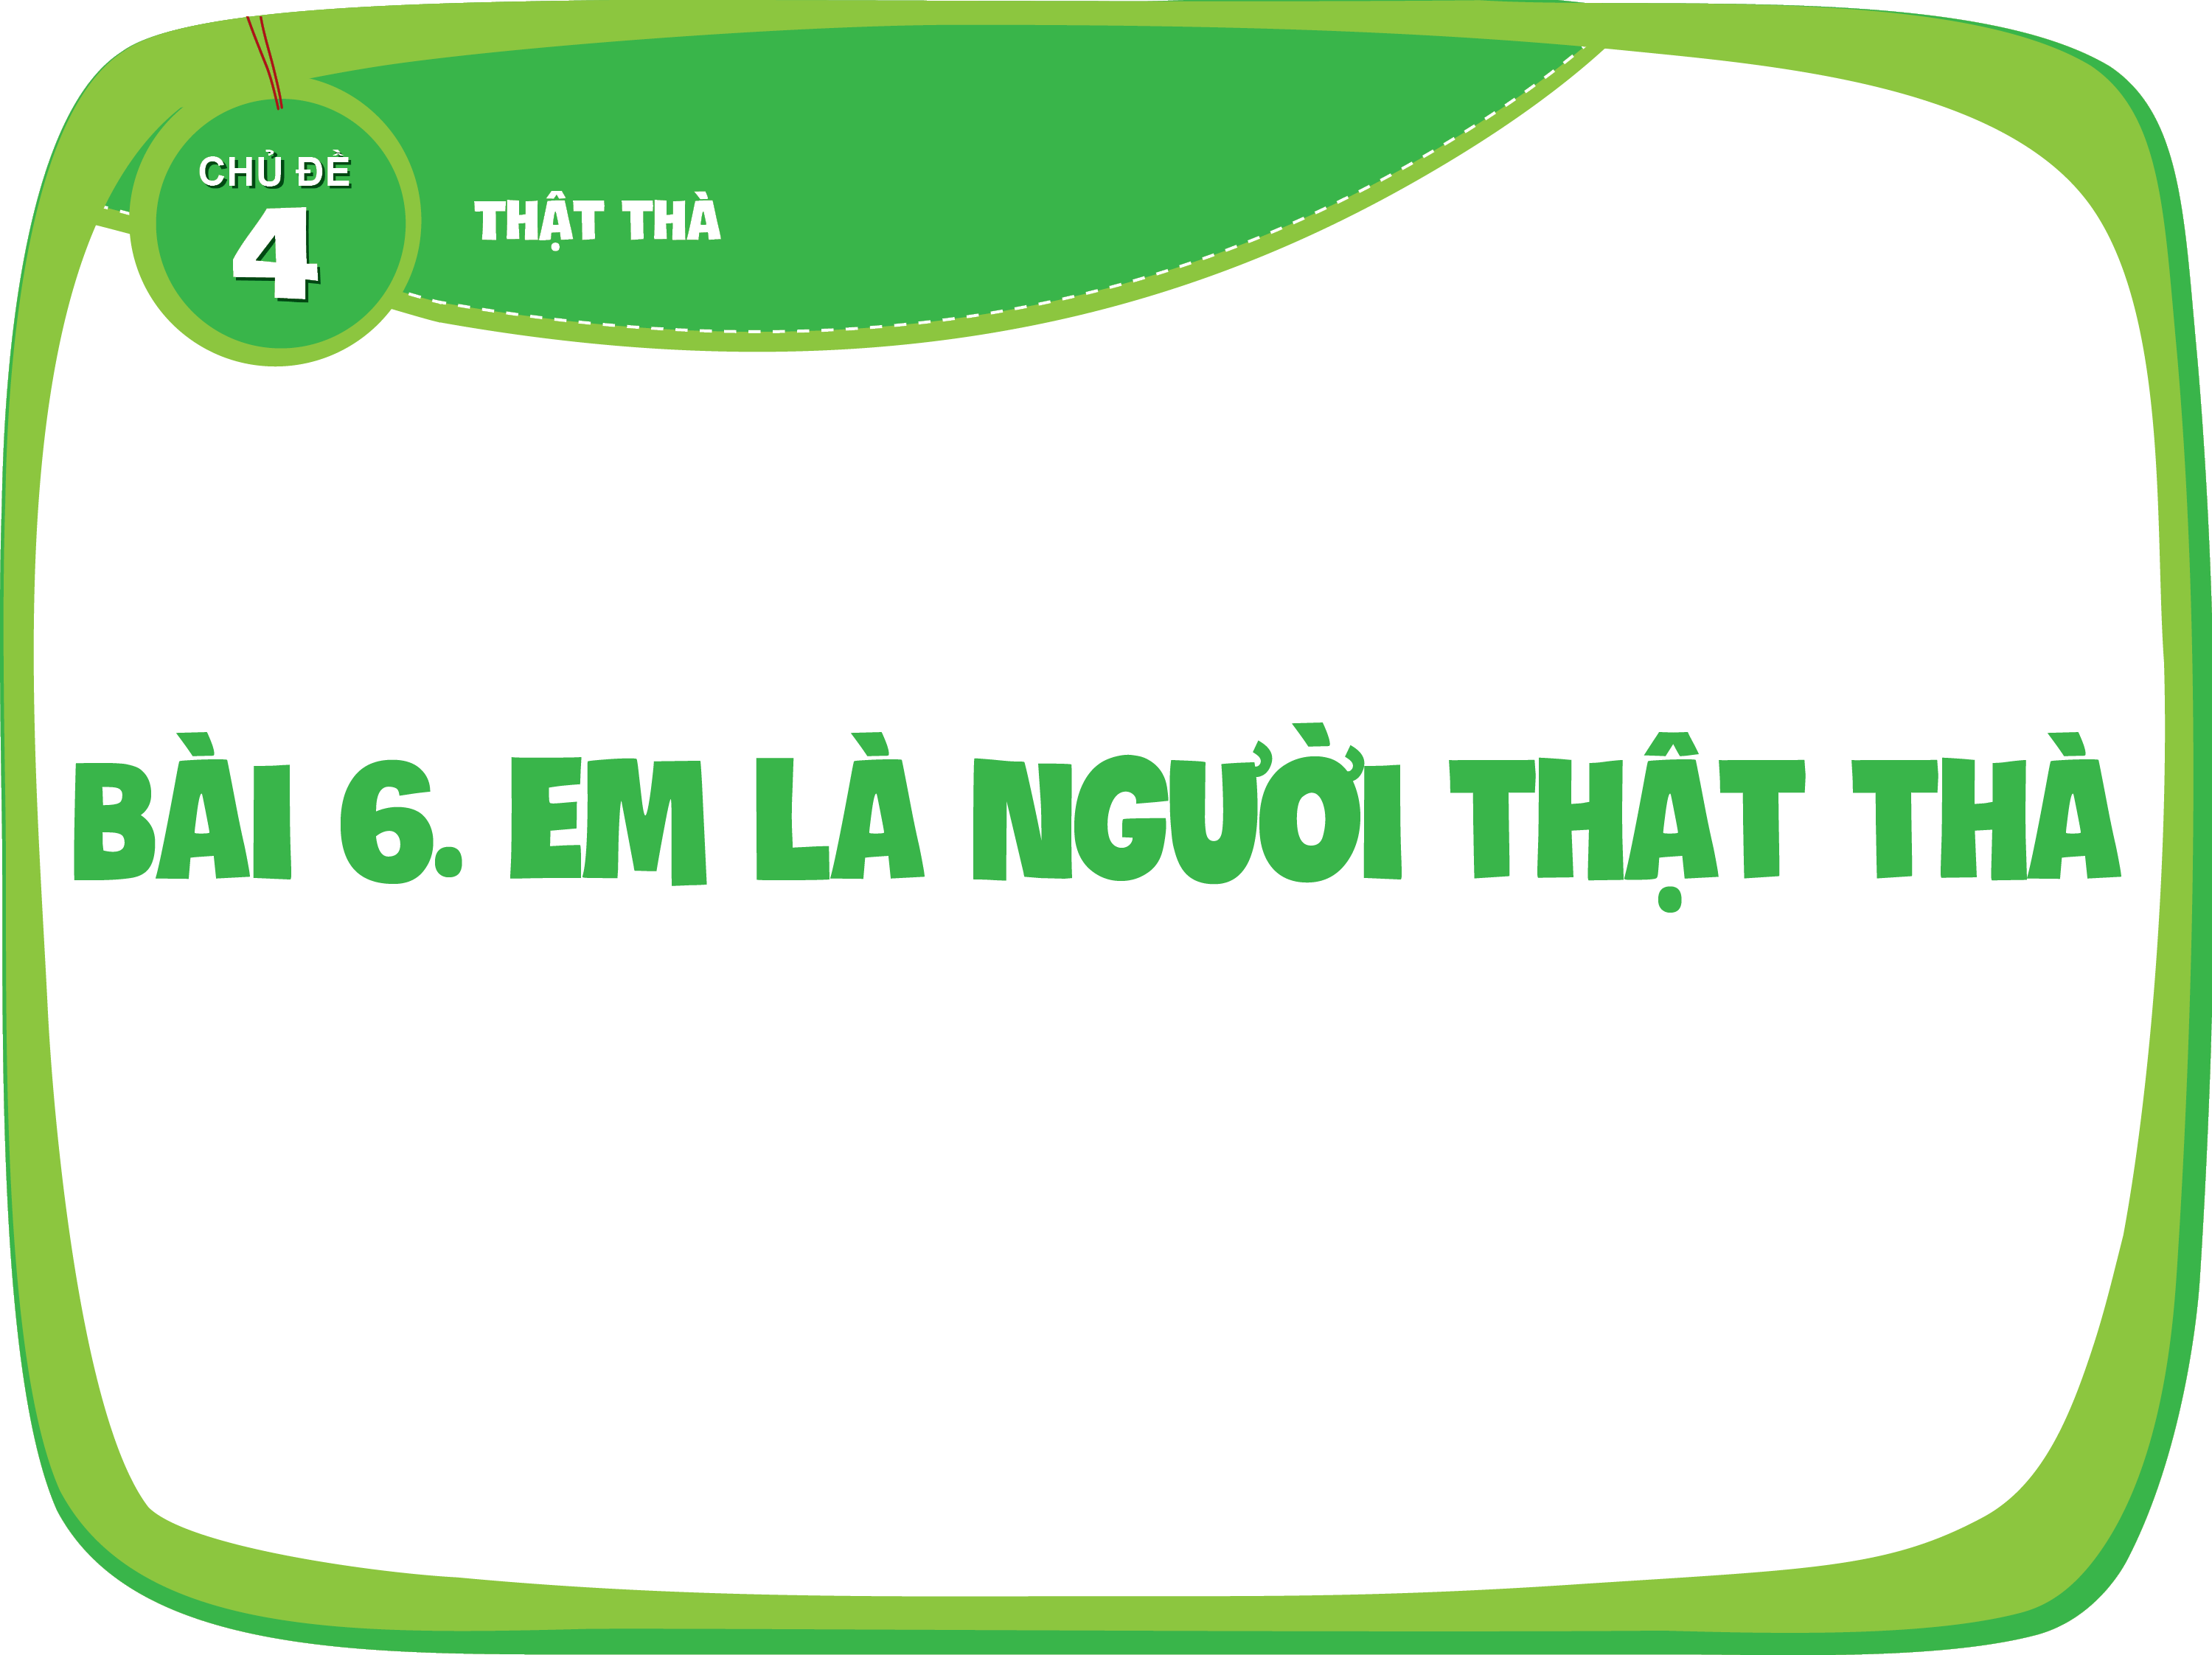 CHỦ ĐỀ
4
THẬT THÀ
BÀI 6. EM LÀ NGƯỜI THẬT THÀ